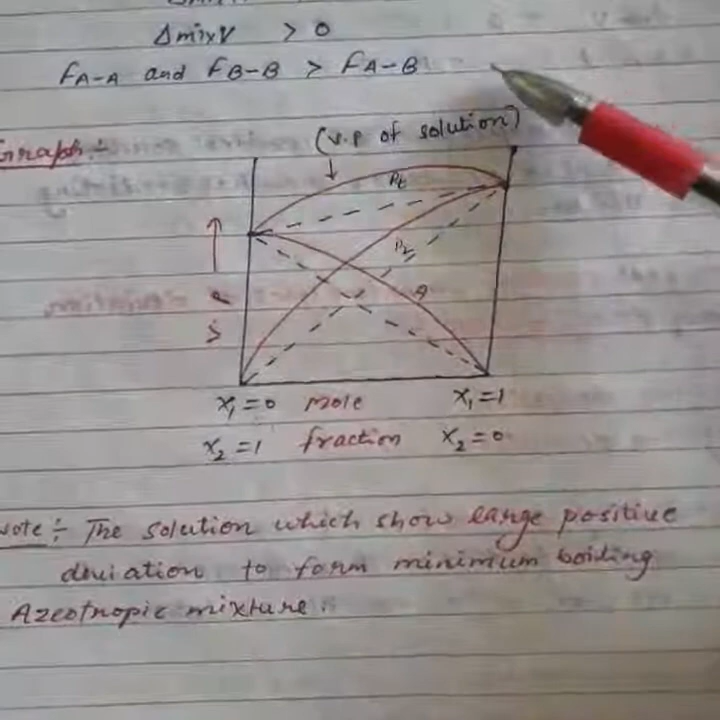 ΔmixV > 0
FA-A and FB-B > FA-B
Graph:-
(v.p of solution)
Pt
P2
P
v.
x1=0 mole x1=1
x2=1 fraction x2=0
Note:- The solution which show large positive
deviation to form minimum boiling
Azeotropic mixture.